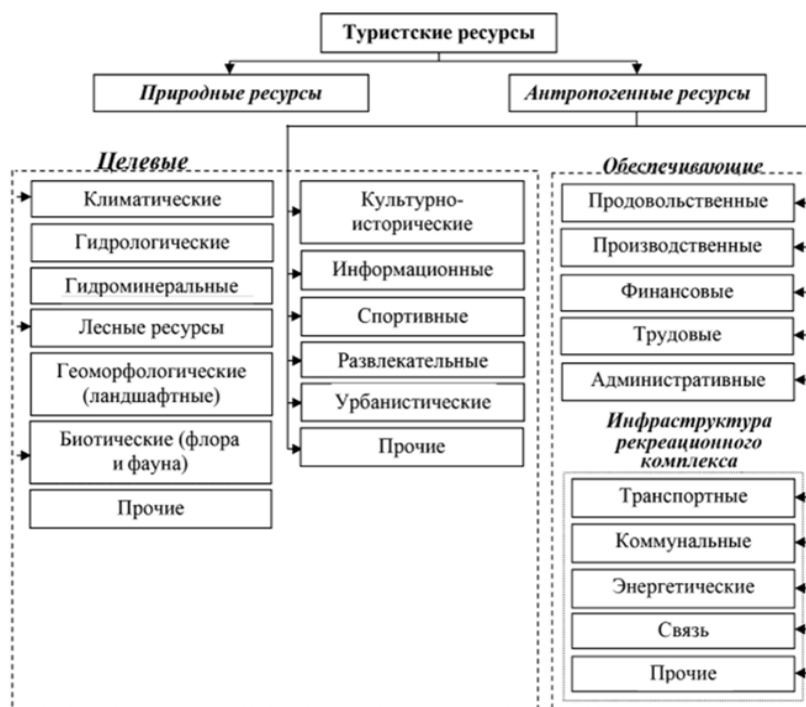 Туристские ресурсы
Природные ресурсы
Антропогенные ресурсы
Целевые
Климатические
Гидрологические
Гидроминеральные
Лесные ресурсы
Геоморфологические
(ландшафтные)
Биотические (флора
и фауна)
Прочие
Культурно-
исторические
Информационные
Спортивные
Развлекательные
Урбанистические
Прочие
Обеспечивающие
Продовольственные
Производственные
Финансовые
Трудовые
Административные
Инфраструктура
рекреационного
комплекса
Транспортные
Коммунальные
Энергетические
Связь
Прочие